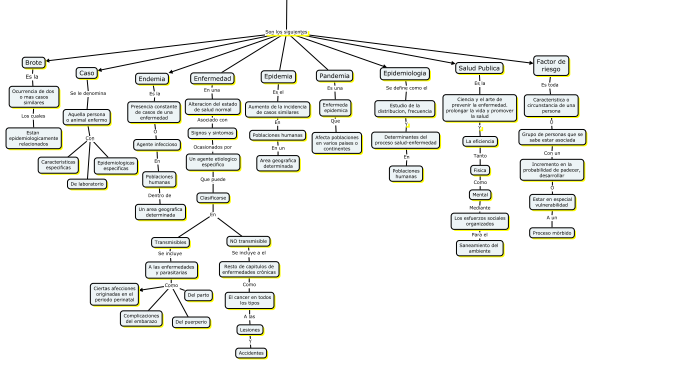 Son los siguientes
Brote
Es la
Ocurrencia de dos
o mas casos
similares
Los cuales
Estan
epidemiologicamente
relacionados
Caso
Se le denomina
Aquella persona
o animal enfermo
Con
Caracteristicos
especificas
Epidemiologicas
especificas
De laboratorio
Endemia
Es la
Presencia constante
de casos de una
enfermedad
O
Agente infeccioso
En
Poblaciones
humanas
Dentro de
Un area geografica
determinada
Enfermedad
En una
Alteracion del estado
de salud normal
Asociado con
Signos y sintomas
Ocasionados por
Un agente etiologico
especifico
Que puede
Clasificarse
En
Transmisibles
Se incluye
A las enfermedades
y parasitarias
Como
Ciertas afecciones
originadas en el
periodo perinatal
Del parto
Complicaciones
del embarazo
Del puerperio
NO transmisible
Se incluye a el
Resto de capitulos de
enfermedades crónicas
Como
El cancer en todos
los tipos
A las
Lesiones
Y
Accidentes
Epidemia
Es el
Aumento de la incidencia
de casos similares
En
Poblaciones humanas
En un
Area geografica
determinada
Pandemia
Es una
Enfermeda
epidemica
Que
Afecta poblaciones
en varios paises o
continentes
Epidemiologia
Se define como el
Estudio de la
distribucion, frecuencia
Y
Determinantes del
proceso salud-enfermedad
En
Poblaciones
humanas
Salud Publica
Es la
Ciencia y el arte de
prevenir la enfermedad.
prolongar la vida y promover
la salud
Y
La eficiencia
Tanto
Fisica
Como
Mental
Mediante
Los esfuerzos sociales
organizados
Para el
Saneamiento del
ambiente
Factor de
riesgo
Es toda
Caracteristica o
circunstancia de una
persona
O
Grupo de personas que se
sabe estar asociada
Con un
Incremento en la
probabilidad de padecer,
desarrollar
O
Estar en especial
vulnerabilidad
A un
Proceso mórbido